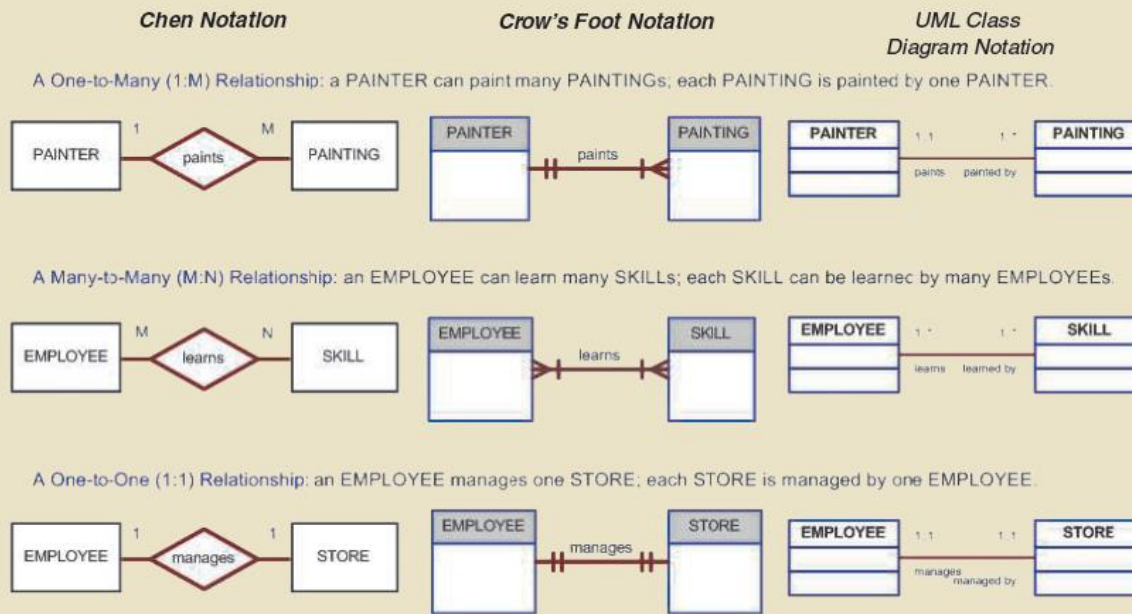 Chen Notation
Crow's Foot Notation
UML Class
Diagram Notation
A One-to-Many (1:M) Relationship: a PAINTER can paint many PAINTINGs; each PAINTING is painted by one PAINTER.
PAINTER 1 paints M PAINTING
PAINTER paints PAINTING
PAINTER 1..1 1..* PAINTING
paints painted by
A Many-to-Many (M:N) Relationship: an EMPLOYEE can learn many SKILLs; each SKILL can be learned by many EMPLOYEEs.
EMPLOYEE M learns N SKILL
EMPLOYEE learns SKILL
EMPLOYEE 1..* 1..* SKILL
learns learned by
A One-to-One (1:1) Relationship: an EMPLOYEE manages one STORE; each STORE is managed by one EMPLOYEE.
EMPLOYEE 1 manages 1 STORE
EMPLOYEE manages STORE
EMPLOYEE 1..1 1..1 STORE
manages
managed by